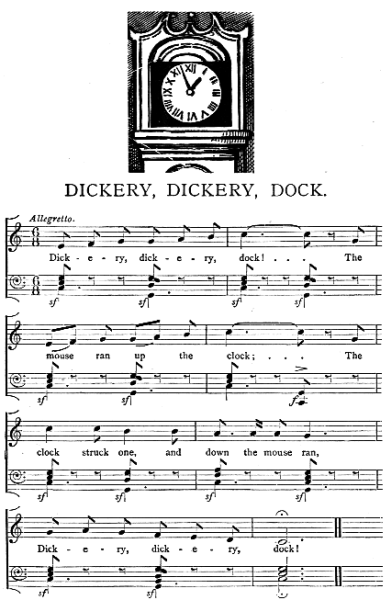 DICKERY, DICKERY, DOCK.
Allegretto.
Dick - e - ry, dick - e - ry, dock! . . . The
sf sf sf sf
mouse ran up the clock; . . . The
sf sf sf f
clock struck one, and down the mouse ran,
sf sf sf sf
Dick - e - ry, dick - e - ry, dock!
sf sf